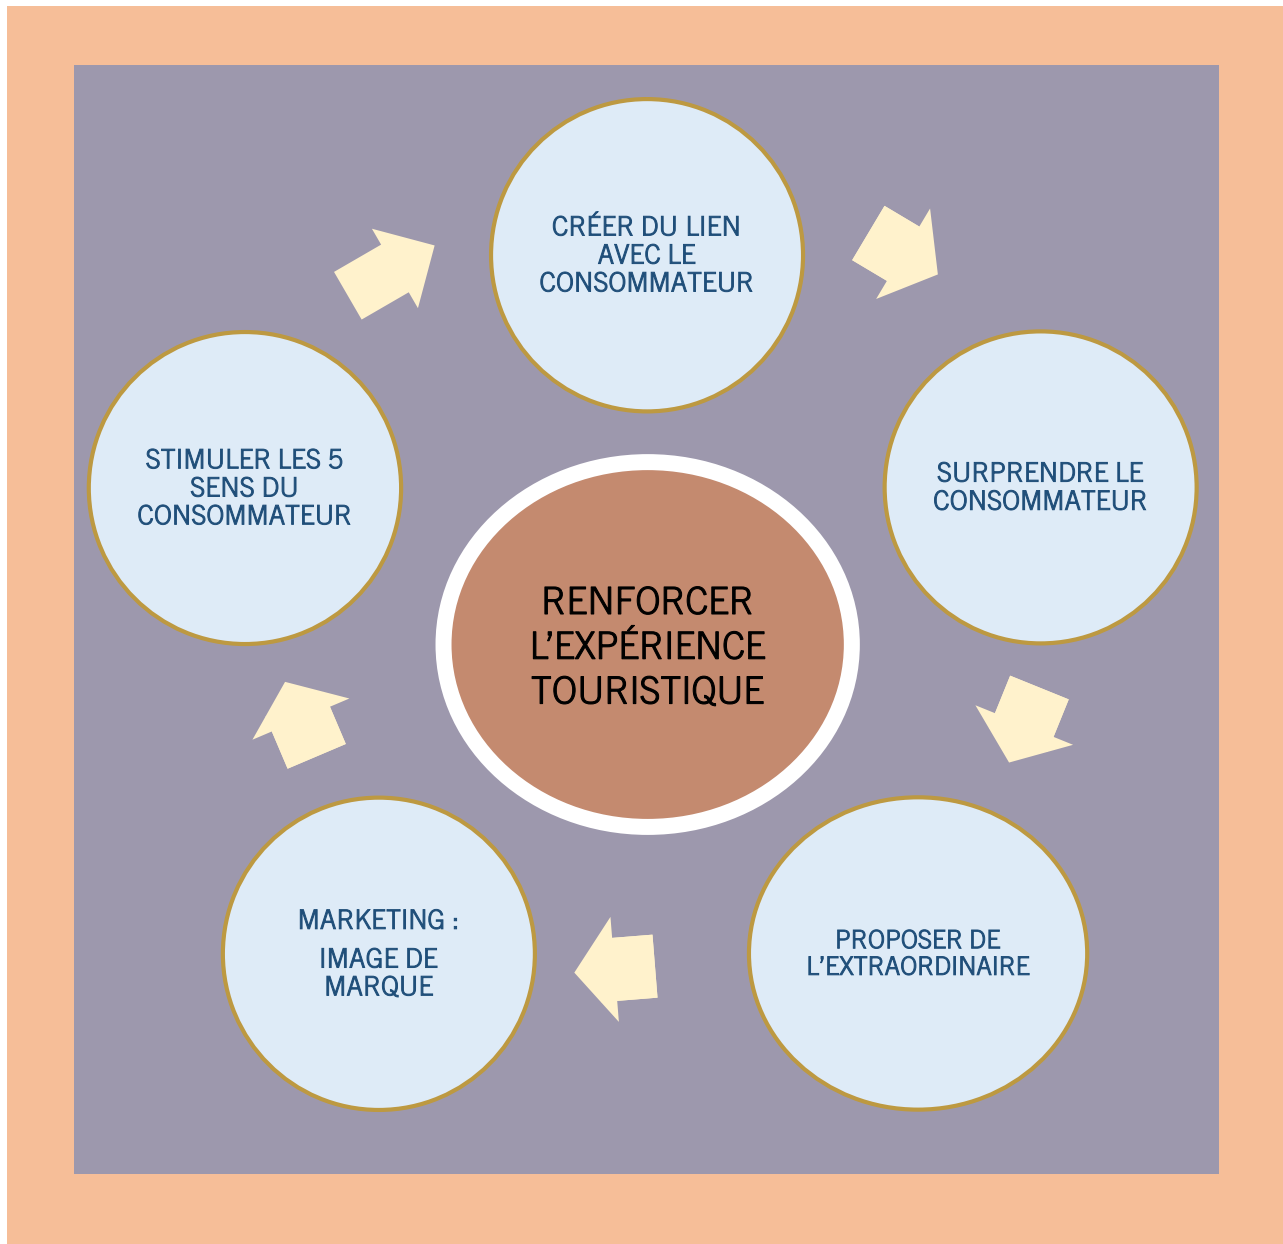 CRÉER DU LIEN
AVEC LE
CONSOMMATEUR
SURPRENDRE LE
CONSOMMATEUR
PROPOSER DE
L'EXTRAORDINAIRE
MARKETING :
IMAGE DE
MARQUE
STIMULER LES 5
SENS DU
CONSOMMATEUR
RENFORCER
L'EXPÉRIENCE
TOURISTIQUE